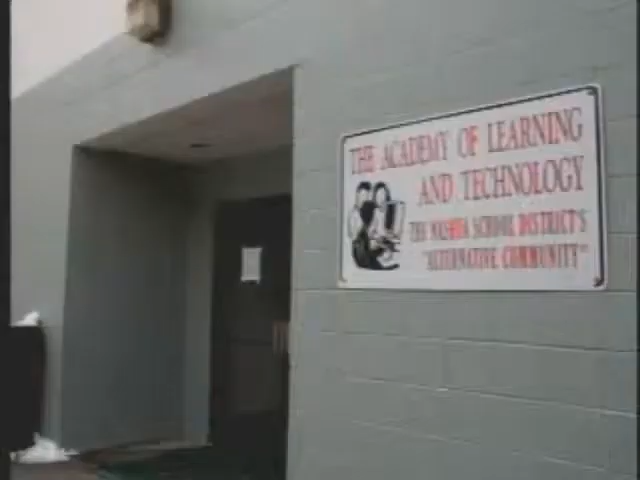 THE ACADEMY OF LEARNING
AND TECHNOLOGY
THE NASHUA SCHOOL DISTRICT'S
"ALTERNATIVE COMMUNITY"